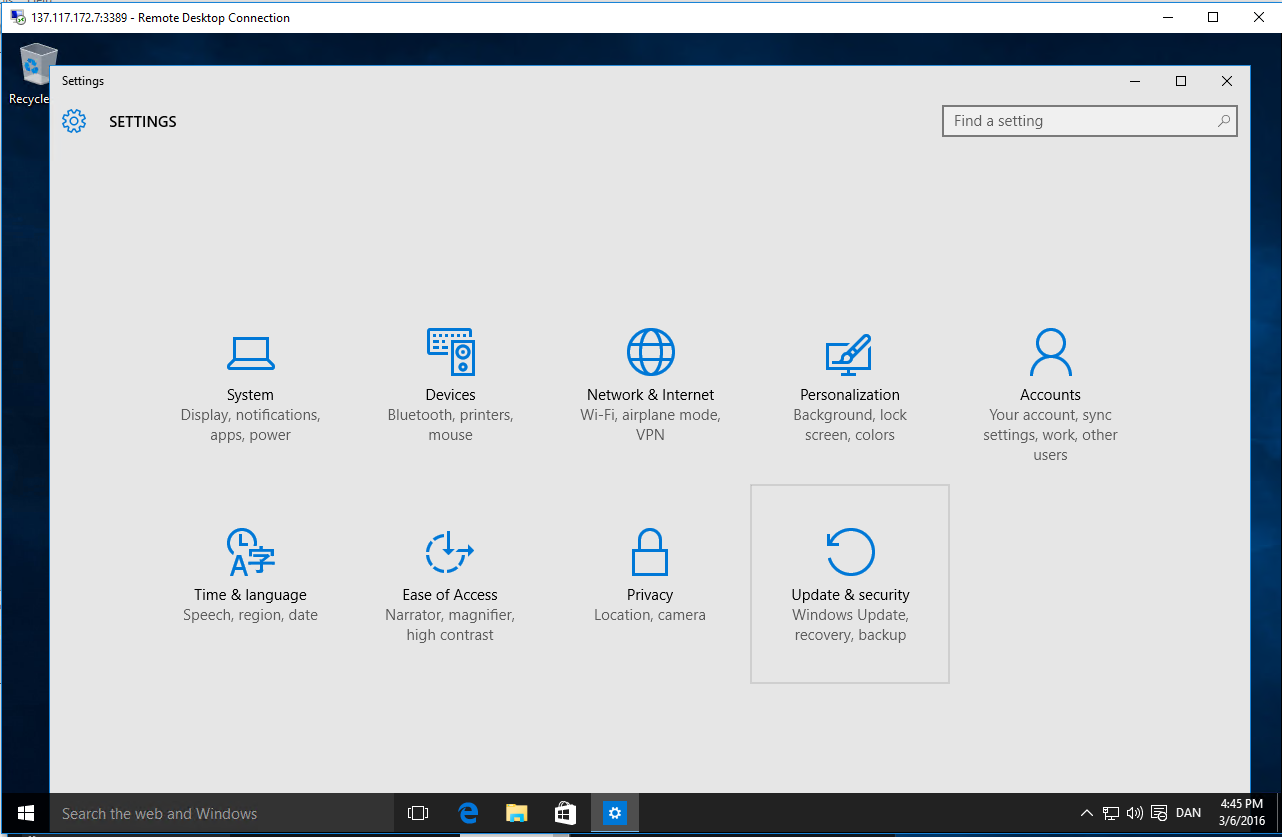 137.117.172.7:3389 - Remote Desktop Connection
Recycle
Settings
SETTINGS
Find a setting
System
Display, notifications,
apps, power
Devices
Bluetooth, printers,
mouse
Network & Internet
Wi-Fi, airplane mode,
VPN
Personalization
Background, lock
screen, colors
Accounts
Your account, sync
settings, work, other
users
Time & language
Speech, region, date
Ease of Access
Narrator, magnifier,
high contrast
Privacy
Location, camera
Update & security
Windows Update,
recovery, backup
Search the web and Windows
DAN
4:45 PM
3/6/2016